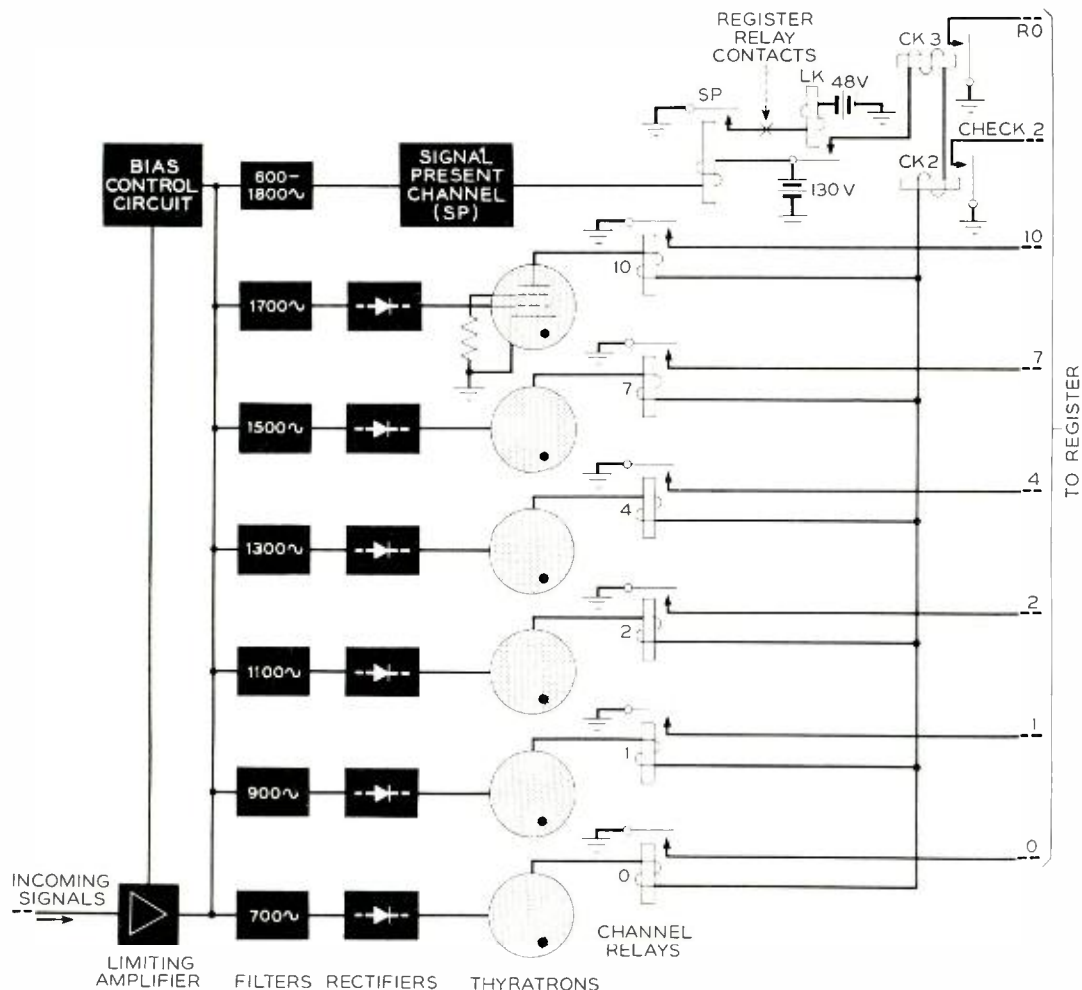 REGISTER
RELAY
CONTACTS
R0
CK 3
LK
48V
SP
CHECK 2
CK 2
130 V
BIAS
CONTROL
CIRCUIT
600-
1800~
SIGNAL
PRESENT
CHANNEL
(SP)
10
10
1700~
7
7
1500~
TO REGISTER
4
4
1300~
2
2
1100~
1
1
900~
0
0
INCOMING
SIGNALS
700~
CHANNEL
RELAYS
LIMITING
AMPLIFIER
FILTERS
RECTIFIERS
THYRATRONS